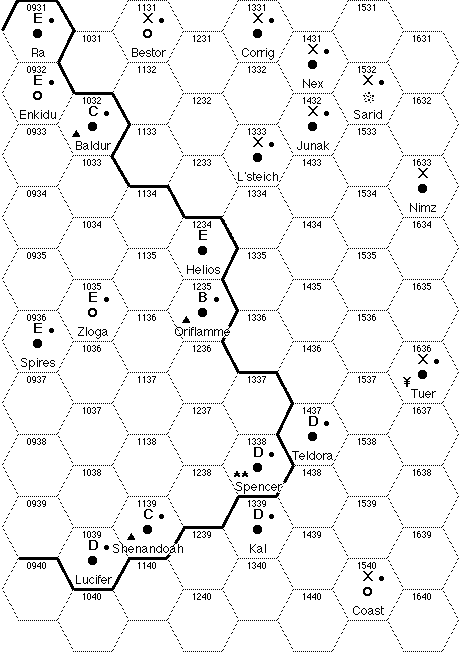 0931 1131 1331 1531
E X X
1031 1231 1431
Ra Bestor Corrig X
0932 1132 1332 Nex 1532
E X
1032 1232 1432 1632
Enkidu C X Sarid
0933 Baldur 1133 1333 Junak 1533
X
1033 1233 1433 1633
L'steich X
0934 1134 1334 1534 Nimz
1034 1234 1434 1634
E
0935 1135 Helios 1335 1535
1035 1235 1435 1635
E B
0936 1136 1336 1536
E Zloga Oriflamme
1036 1236 1436 1636
Spires X
0937 1137 1337 1537 ¥
Tuer
1037 1237 1437 1637
D
0938 1138 1338 Teldora 1538
D
1038 1238 1438 1638
Spencer
0939 1139 1339 1539
C D
1039 1239 1439 1639
D Shenandoah Kal
0940 1140 1340 1540
Lucifer X
1040 1240 1440 1640
Coast